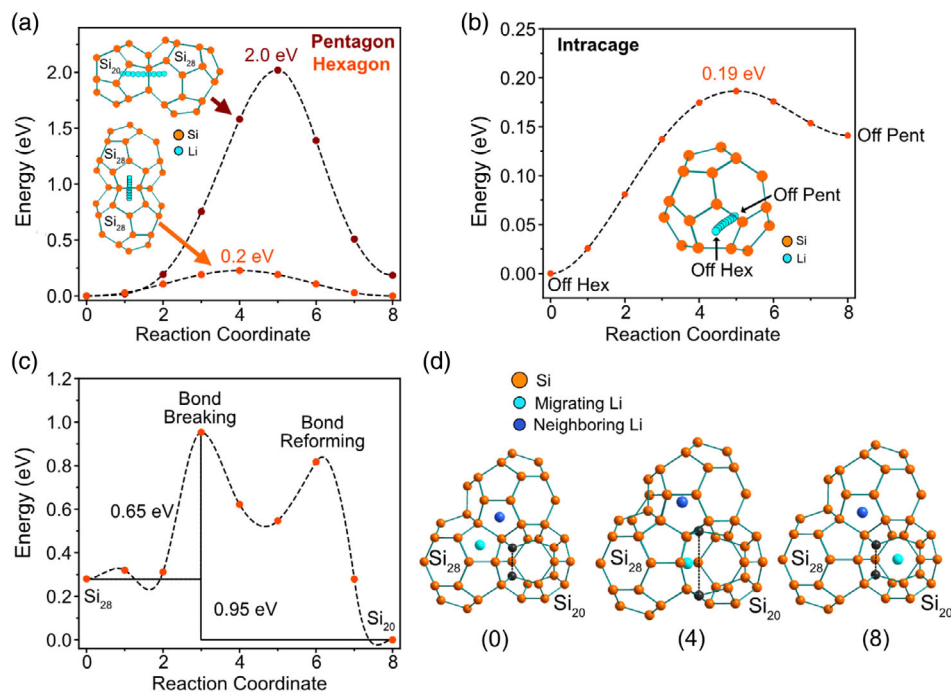 (a)
Pentagon
Hexagon
2.0 eV
Si20
Si28
Si
Li
Si28
Si28
0.2 eV
Energy (eV)
2.0
1.5
1.0
0.5
0.0
0 2 4 6 8
Reaction Coordinate
(b)
Intracage
0.19 eV
Off Pent
Off Pent
Off Hex
Si
Li
Off Hex
Energy (eV)
0.25
0.20
0.15
0.10
0.05
0.00
0 1 2 3 4 5 6 7 8
Reaction Coordinate
(c)
Bond
Breaking
Bond
Reforming
0.65 eV
0.95 eV
Si28
Si20
Energy (eV)
1.2
1.0
0.8
0.6
0.4
0.2
0.0
0 2 4 6 8
Reaction Coordinate
(d)
Si
Migrating Li
Neighboring Li
Si28
Si20
(0)
Si28
Si20
(4)
Si28
Si20
(8)